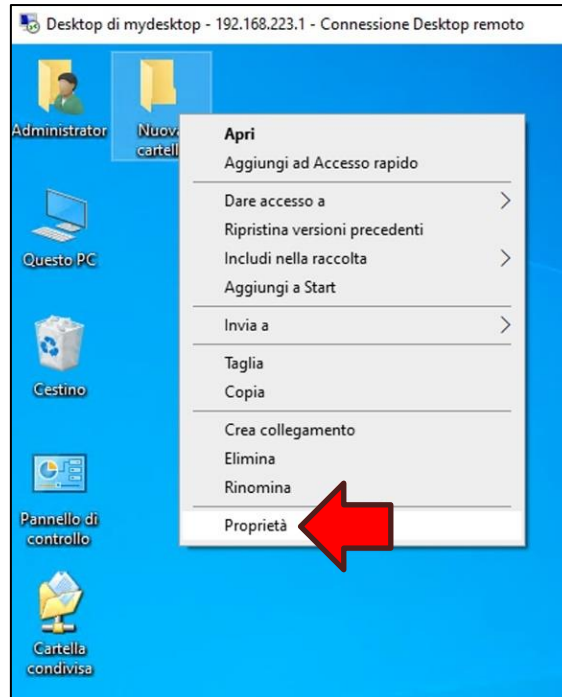 Desktop di mydesktop - 192.168.223.1 - Connessione Desktop remoto
Administrator
Apri
Aggiungi ad Accesso rapido
Dare accesso a
Ripristina versioni precedenti
Includi nella raccolta
Aggiungi a Start
Invia a
Taglia
Copia
Crea collegamento
Elimina
Rinomina
Proprietà
Questo PC
Cestino
Pannello di
controllo
Cartella
condivisa